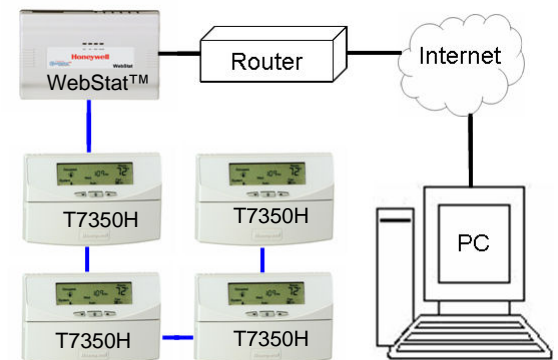 Honeywell
WebStat
WebStat™
Router
Internet
T7350H
T7350H
PC
T7350H
T7350H